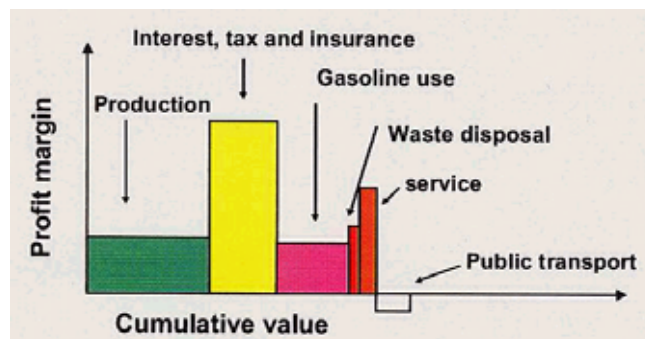 Interest, tax and insurance
Gasoline use
Production
Waste disposal
service
Public transport
Profit margin
Cumulative value